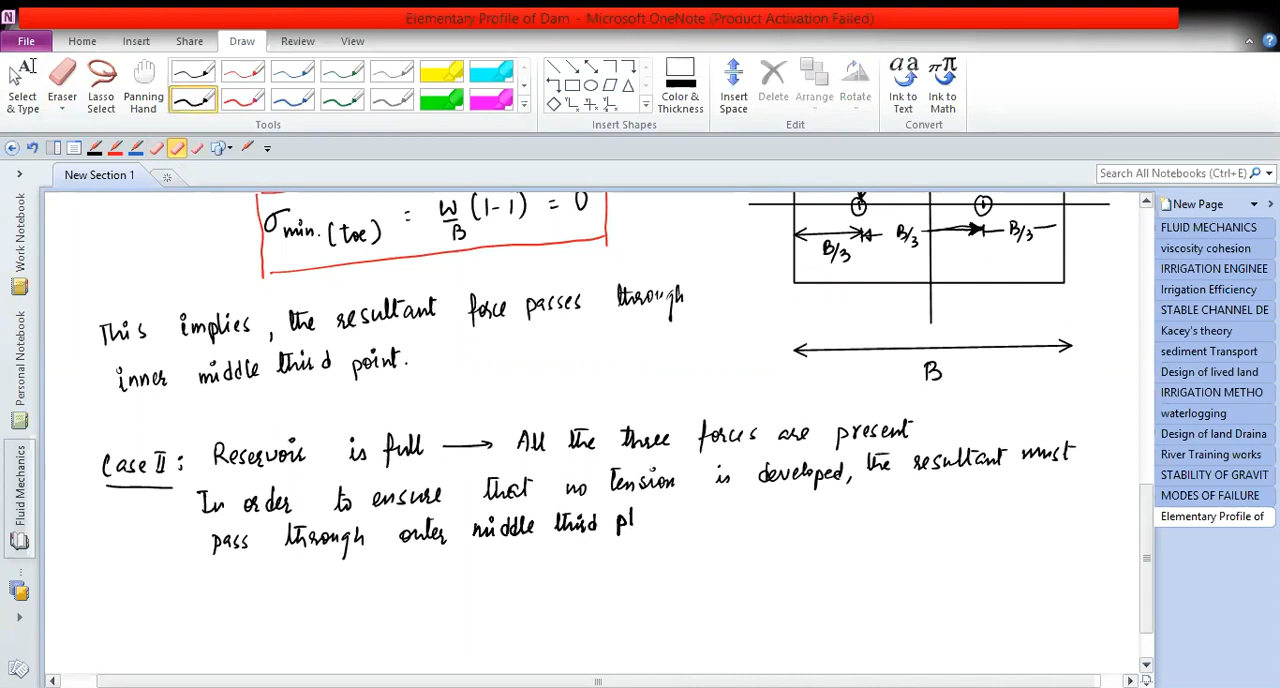 Elementary Profile of Dam - Microsoft OneNote (Product Activation Failed)
File Home Insert Share Draw Review View
Select & Type
Eraser
Lasso Select
Panning Hand
Color & Thickness
Insert Space
Delete
Arrange
Rotate
Ink to Text
Ink to Math
Tools
Insert Shapes
Edit
Convert
New Section 1
Search All Notebooks (Ctrl+E)
Work Notebook
Personal Notebook
Fluid Mechanics
σ min. (toe) = W/B (1-1) = 0
B/3 B/3 B/3
B
This implies, the resultant force passes through
inner middle third point.
Case II: Reservoir is full → All the three forces are present
In order to ensure that no tension is developed, the resultant must
pass through outer middle third
New Page
FLUID MECHANICS
viscosity cohesion
IRRIGATION ENGINEE
Irrigation Efficiency
STABLE CHANNEL DE
Kacey's theory
sediment Transport
Design of lived land
IRRIGATION METHO
waterlogging
Design of land Draina
River Training works
STABILITY OF GRAVIT
MODES OF FAILURE
Elementary Profile of